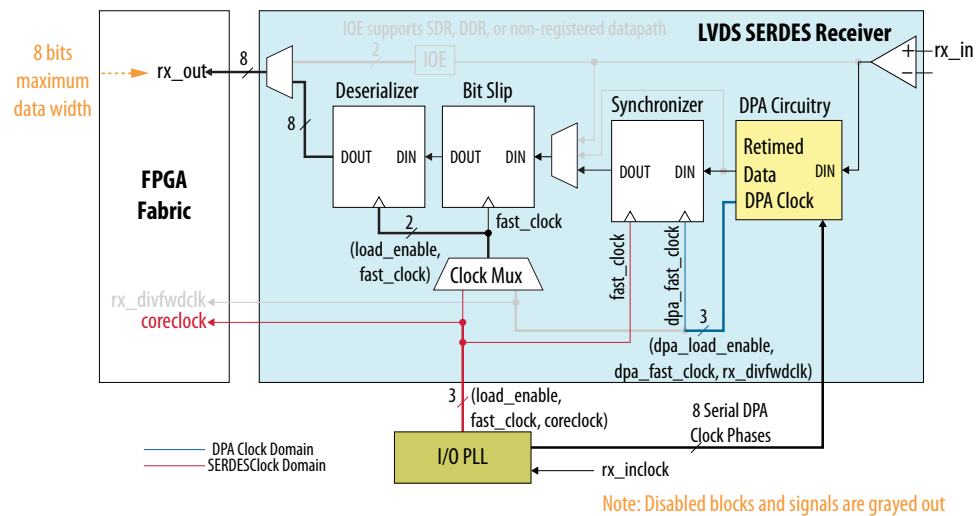 IOE supports SDR, DDR, or non-registered datapath
LVDS SERDES Receiver
2
IOE
+
−
rx_in
8 bits
maximum
data width
rx_out
8
8
FPGA
Fabric
Deserializer
DOUT
DIN
Bit Slip
DOUT
DIN
Synchronizer
DOUT
DIN
DPA Circuitry
Retimed
Data
DIN
DPA Clock
2
(load_enable,
fast_clock)
fast_clock
Clock Mux
fast_clock
dpa_fast_clock
3
(dpa_load_enable,
dpa_fast_clock, rx_divfwdclk)
rx_divfwdclk
coreclock
3
(load_enable,
fast_clock, coreclock)
8 Serial DPA
Clock Phases
I/O PLL
rx_inclock
DPA Clock Domain
SERDESClock Domain
Note: Disabled blocks and signals are grayed out